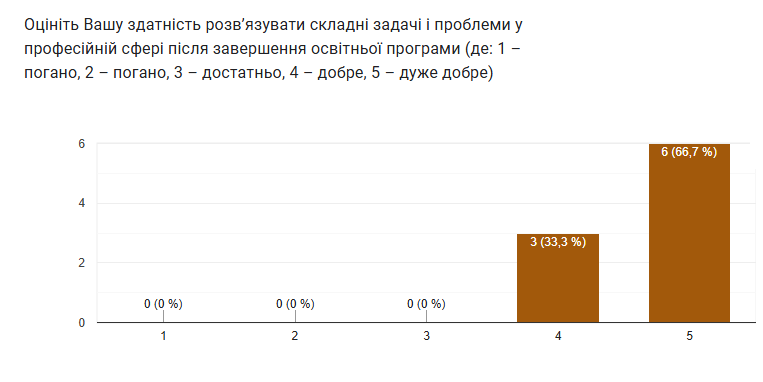 Оцініть Вашу здатність розв’язувати складні задачі і проблеми у
професійній сфері після завершення освітньої програми (де: 1 –
погано, 2 – погано, 3 – достатньо, 4 – добре, 5 – дуже добре)
6
4
2
0
0 (0 %)
0 (0 %)
0 (0 %)
3 (33,3 %)
6 (66,7 %)
1
2
3
4
5